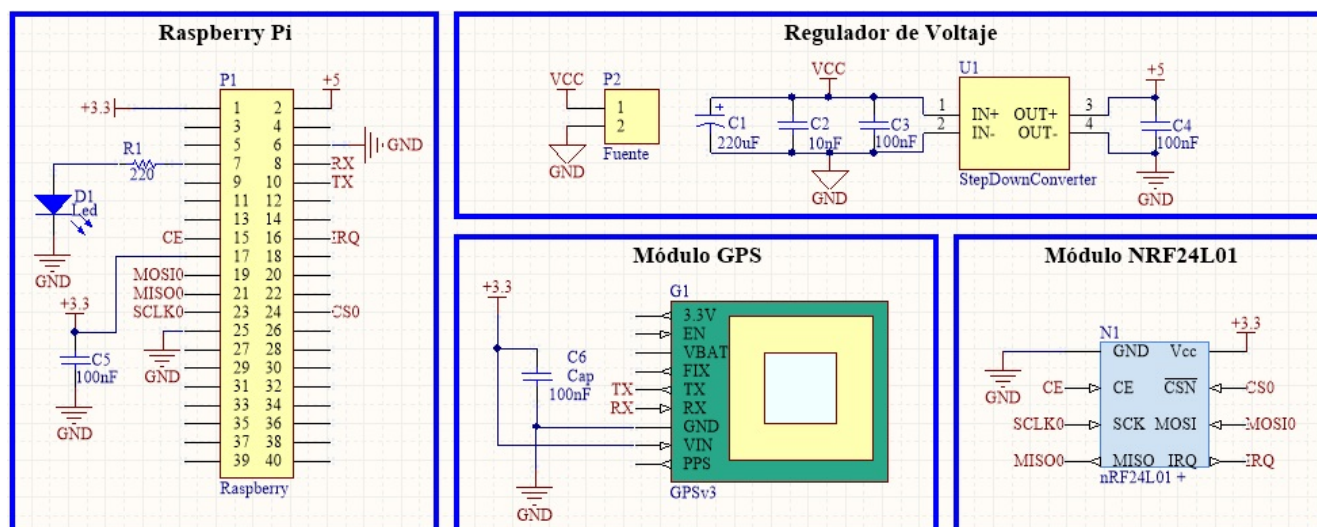 Raspberry Pi
P1
+5
+3.3
1 2
3 4
5 6
GND
R1
220
7 8
RX
9 10
TX
D1
Led
11 12
13 14
CE
15 16
IRQ
GND
17 18
MOSI0
19 20
MISO0
21 22
+3.3
SCLK0
23 24
CS0
25 26
C5
100nF
GND
27 28
29 30
31 32
33 34
GND
35 36
37 38
39 40
Raspberry
Regulador de Voltaje
VCC
P2
1
2
Fuente
GND
VCC
C1
220uF
C2
10nF
C3
100nF
GND
U1
1
2
IN+ OUT+
IN- OUT-
3
4
StepDownConverter
+5
C4
100nF
GND
Módulo GPS
+3.3
G1
3.3V
EN
VBAT
FIX
C6
Cap
100nF
TX
TX
RX
RX
GND
VIN
PPS
GND
GPSv3
Módulo NRF24L01
+3.3
N1
GND Vcc
GND
CE
CE CSN
CS0
SCLK0
SCK MOSI
MOSI0
MISO0
MISO IRQ
IRQ
nRF24L01 +